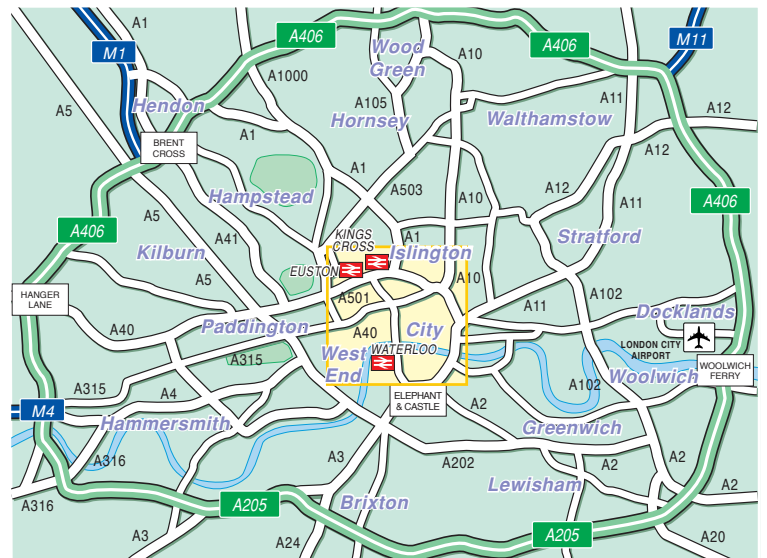 A1
M1
A406
Wood
Green
A10
A406
M11
A1000
A5
Hendon
A105
Hornsey
A11
Walthamstow
A12
BRENT
CROSS
A1
A1
A12
Hampstead
A503
A10
A12
A11
A406
A406
A5
A41
KINGS
CROSS
A1
Kilburn
Islington
Stratford
EUSTON
A5
A10
HANGER
LANE
A501
A102
Docklands
A40
Paddington
A40
City
A11
LONDON CITY
AIRPORT
A315
West
End
WATERLOO
WOOLWICH
FERRY
A315
A4
ELEPHANT
& CASTLE
A102
Woolwich
M4
Hammersmith
A2
Greenwich
A316
A3
A202
A2
A2
A316
Lewisham
A205
Brixton
A3
A24
A205
A20